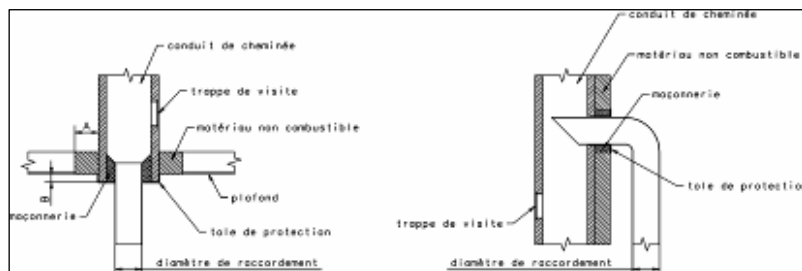 conduit de cheminée
trappe de visite
matériau non combustible
A
B
plafond
maçonnerie
tole de protection
diamètre de raccordement
conduit de cheminée
matériau non combustible
maçonnerie
tole de protection
trappe de visite
diamètre de raccordement